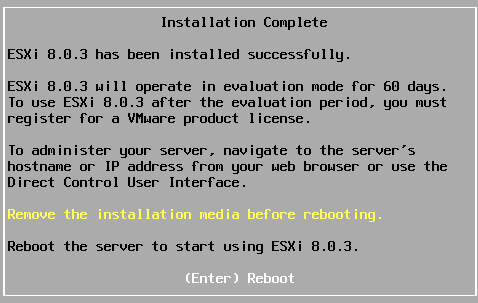 Installation Complete
ESXi 8.0.3 has been installed successfully.
ESXi 8.0.3 will operate in evaluation mode for 60 days.
To use ESXi 8.0.3 after the evaluation period, you must
register for a VMware product license.
To administer your server, navigate to the server's
hostname or IP address from your web browser or use the
Direct Control User Interface.
Remove the installation media before rebooting.
Reboot the server to start using ESXi 8.0.3.
(Enter) Reboot